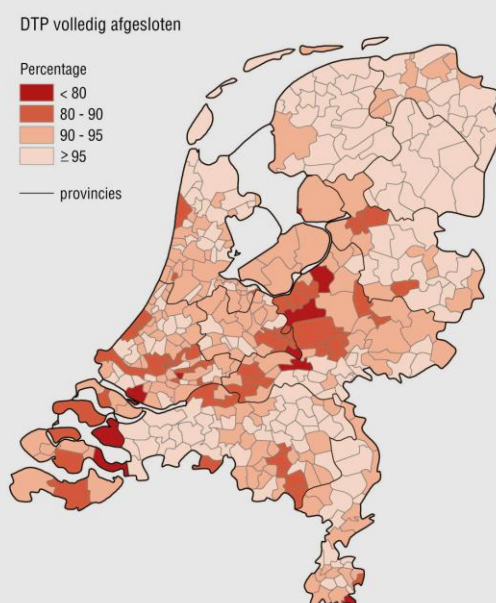 DTP volledig afgesloten
Percentage
< 80
80 - 90
90 - 95
≥ 95
provincies